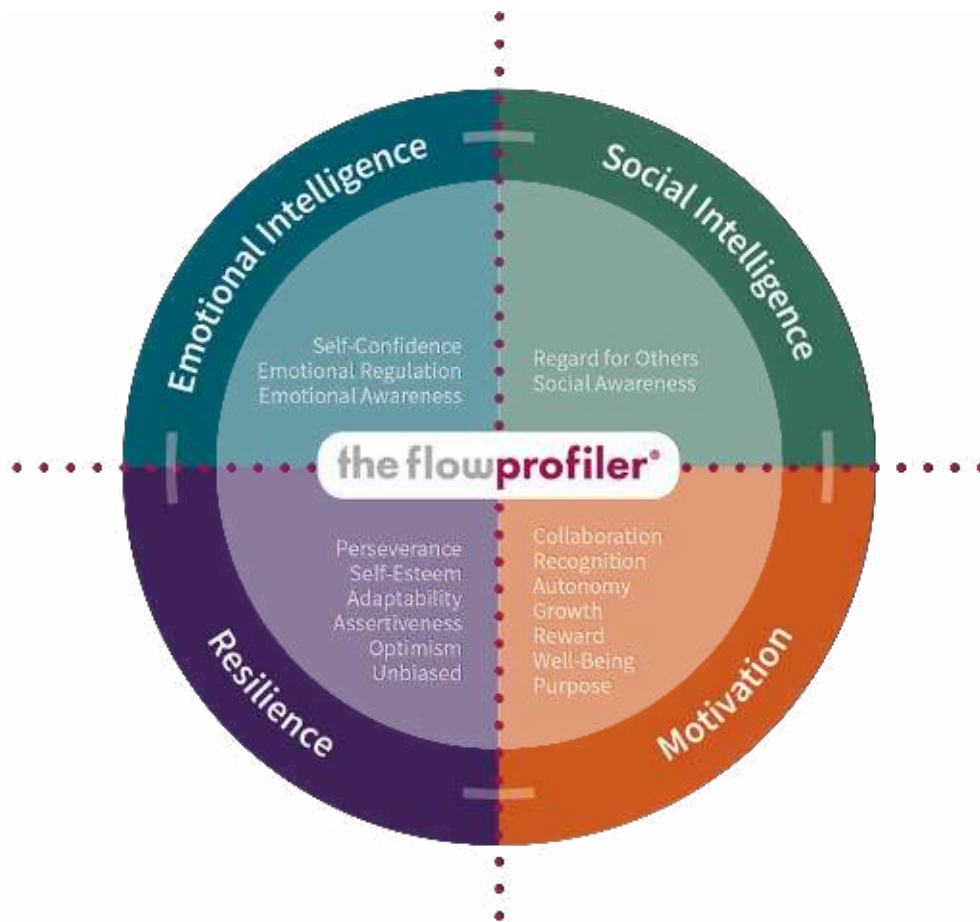 Emotional Intelligence
Social Intelligence
Self-Confidence
Emotional Regulation
Emotional Awareness
Regard for Others
Social Awareness
the flowprofiler®
Perseverance
Self-Esteem
Adaptability
Assertiveness
Optimism
Unbiased
Collaboration
Recognition
Autonomy
Growth
Reward
Well-Being
Purpose
Resilience
Motivation